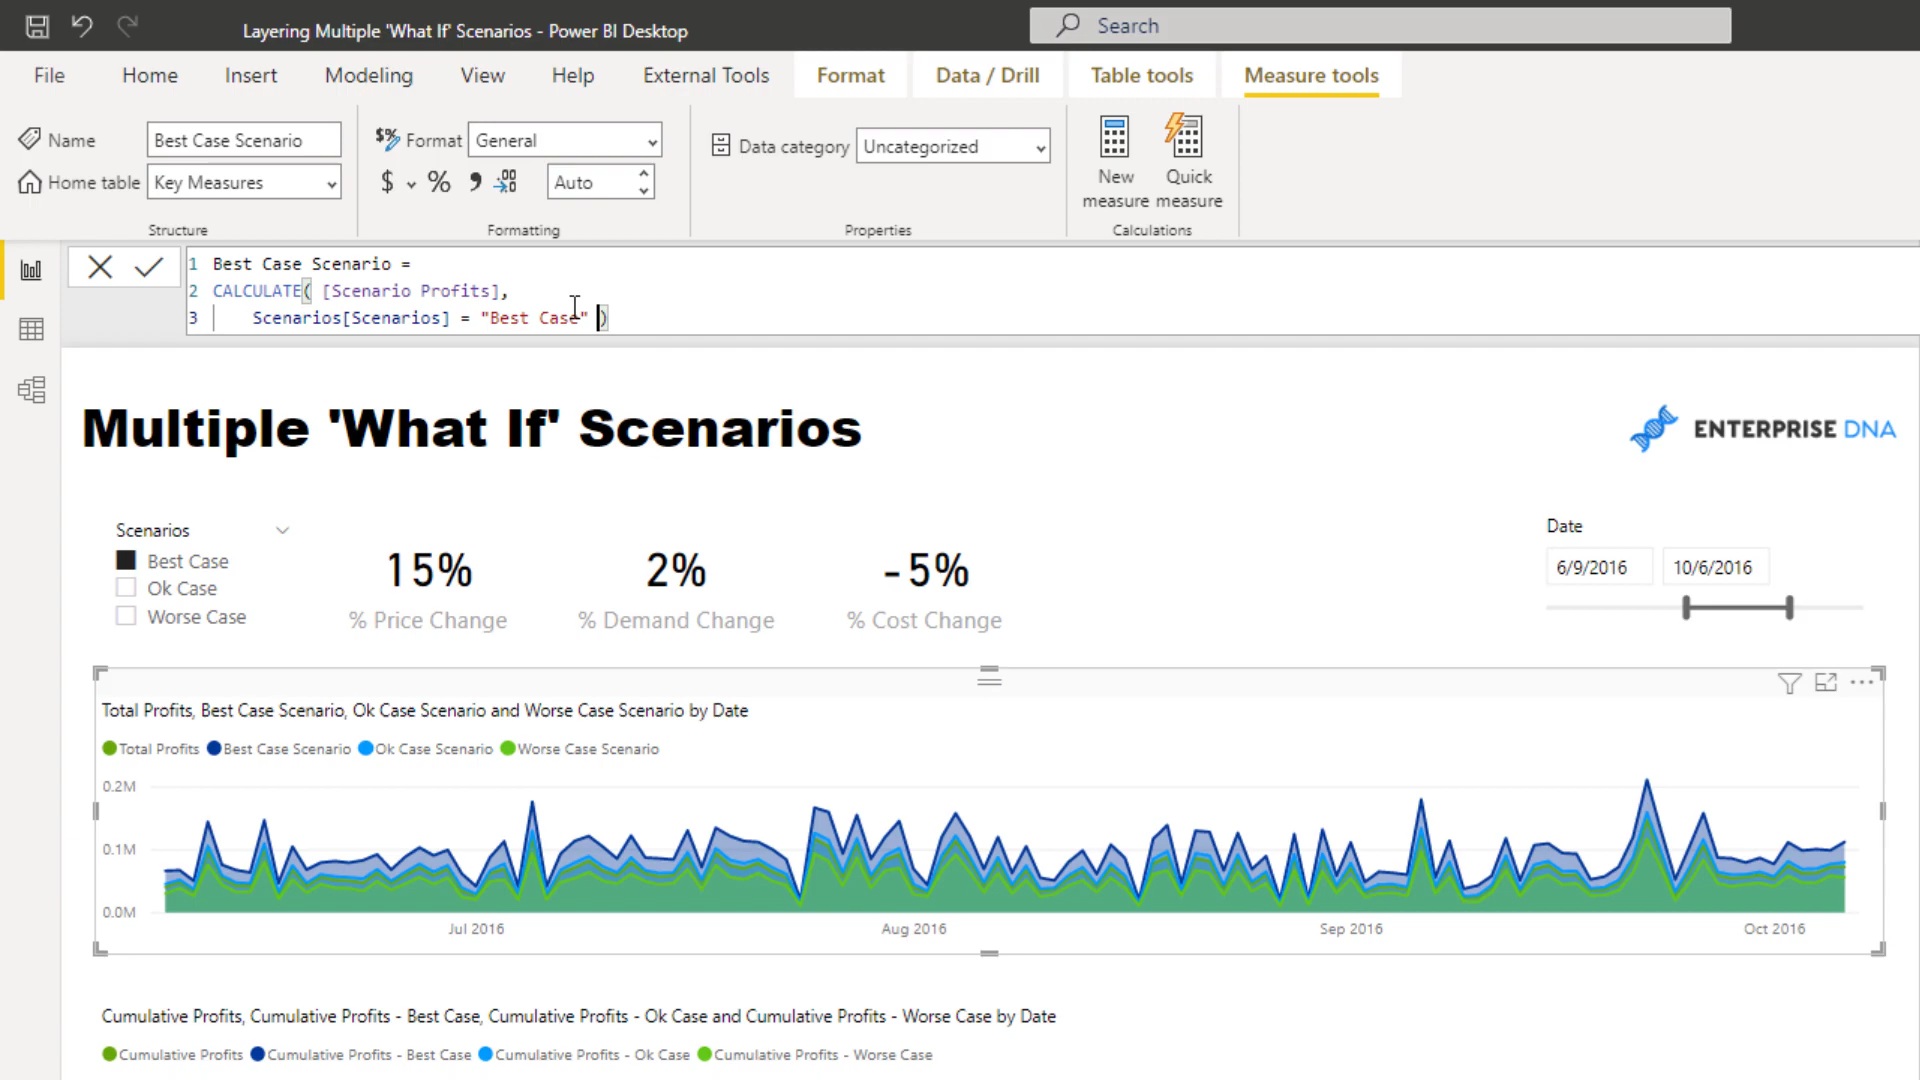 Layering Multiple 'What If' Scenarios - Power BI Desktop
Search
File Home Insert Modeling View Help External Tools Format Data / Drill Table tools Measure tools
Name Best Case Scenario
Home table Key Measures
Structure
$% Format General
$ % , .00 Auto
Formatting
Data category Uncategorized
Properties
New measure
Quick measure
Calculations
1 Best Case Scenario =
2 CALCULATE( [Scenario Profits],
3 Scenarios[Scenarios] = "Best Case" )
Multiple 'What If' Scenarios
ENTERPRISE DNA
Scenarios
Best Case
Ok Case
Worse Case
15%
% Price Change
2%
% Demand Change
-5%
% Cost Change
Date
6/9/2016 10/6/2016
Total Profits, Best Case Scenario, Ok Case Scenario and Worse Case Scenario by Date
Total Profits Best Case Scenario Ok Case Scenario Worse Case Scenario
0.2M
0.1M
0.0M
Jul 2016 Aug 2016 Sep 2016 Oct 2016
Cumulative Profits, Cumulative Profits - Best Case, Cumulative Profits - Ok Case and Cumulative Profits - Worse Case by Date
Cumulative Profits Cumulative Profits - Best Case Cumulative Profits - Ok Case Cumulative Profits - Worse Case